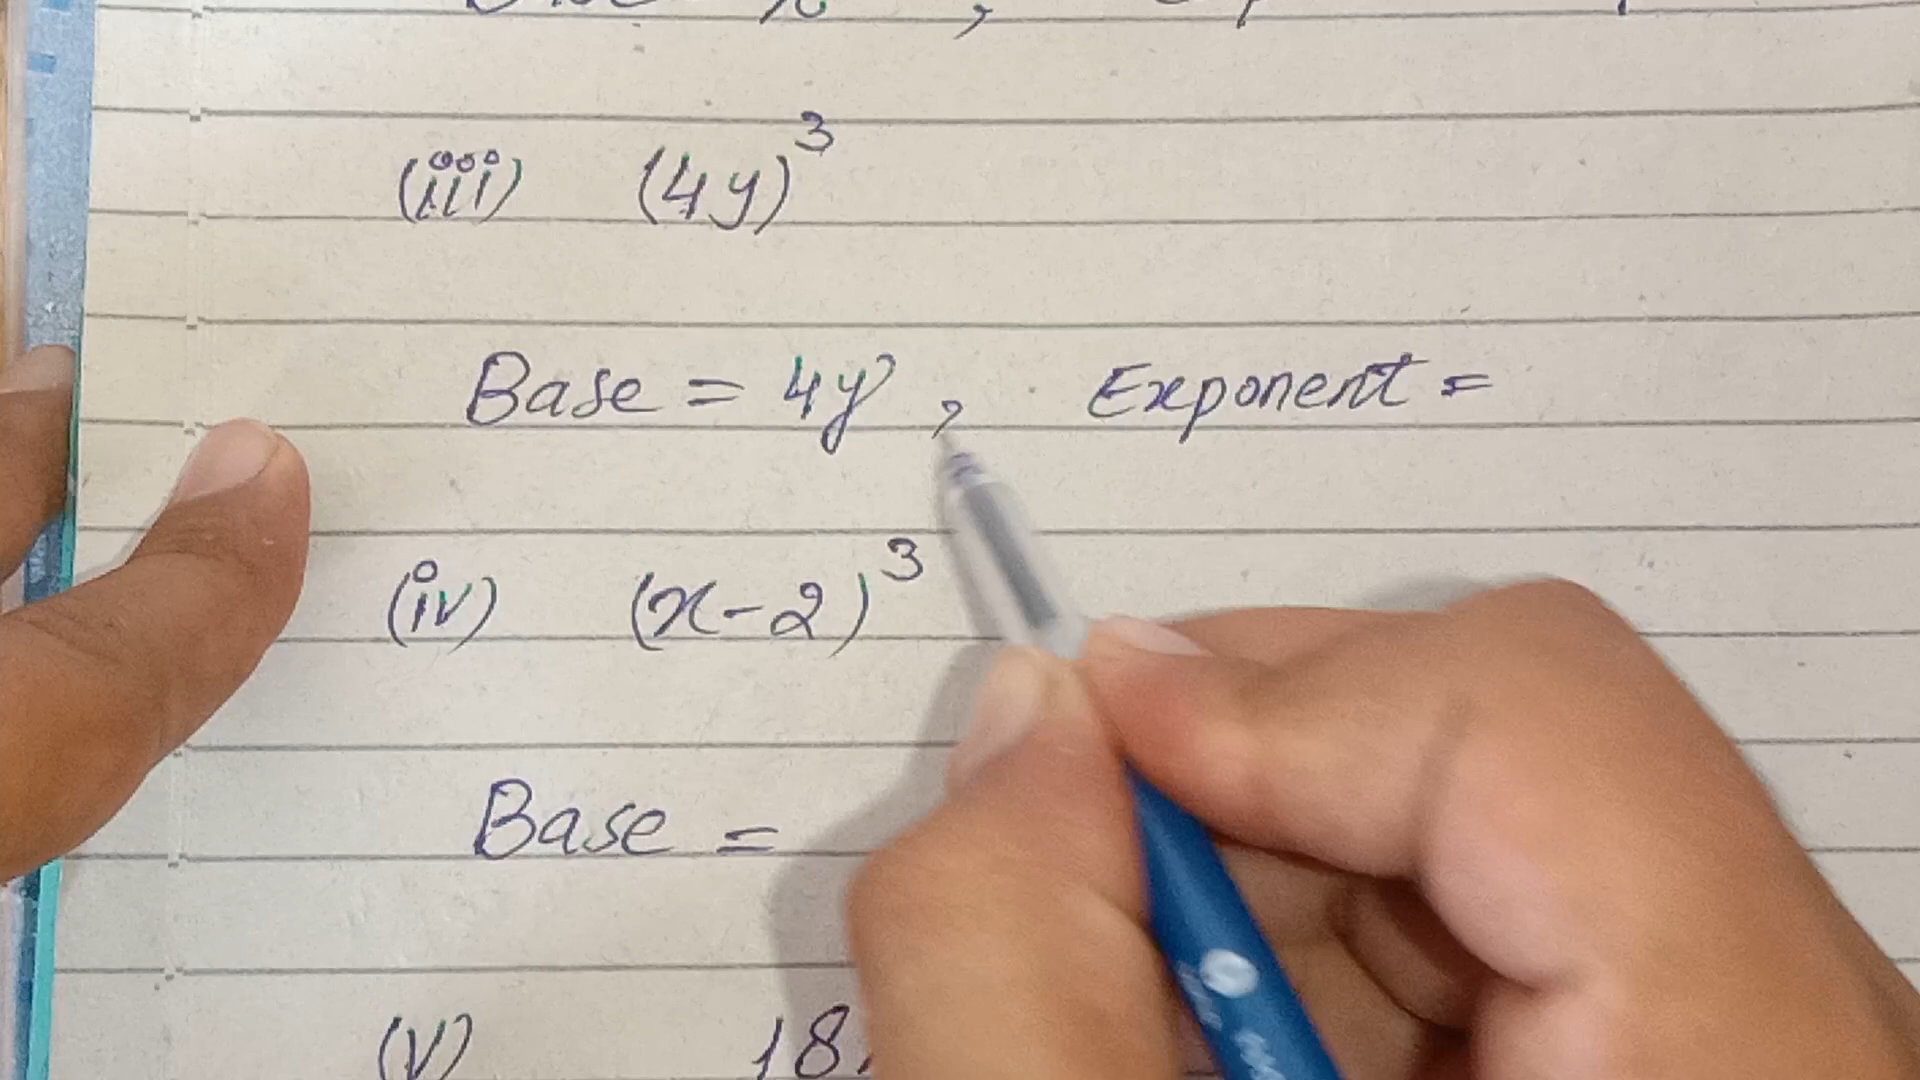 (iii) (4y)³
Base = 4y , Exponent =
(iv) (x-2)³
Base =
(v) 18